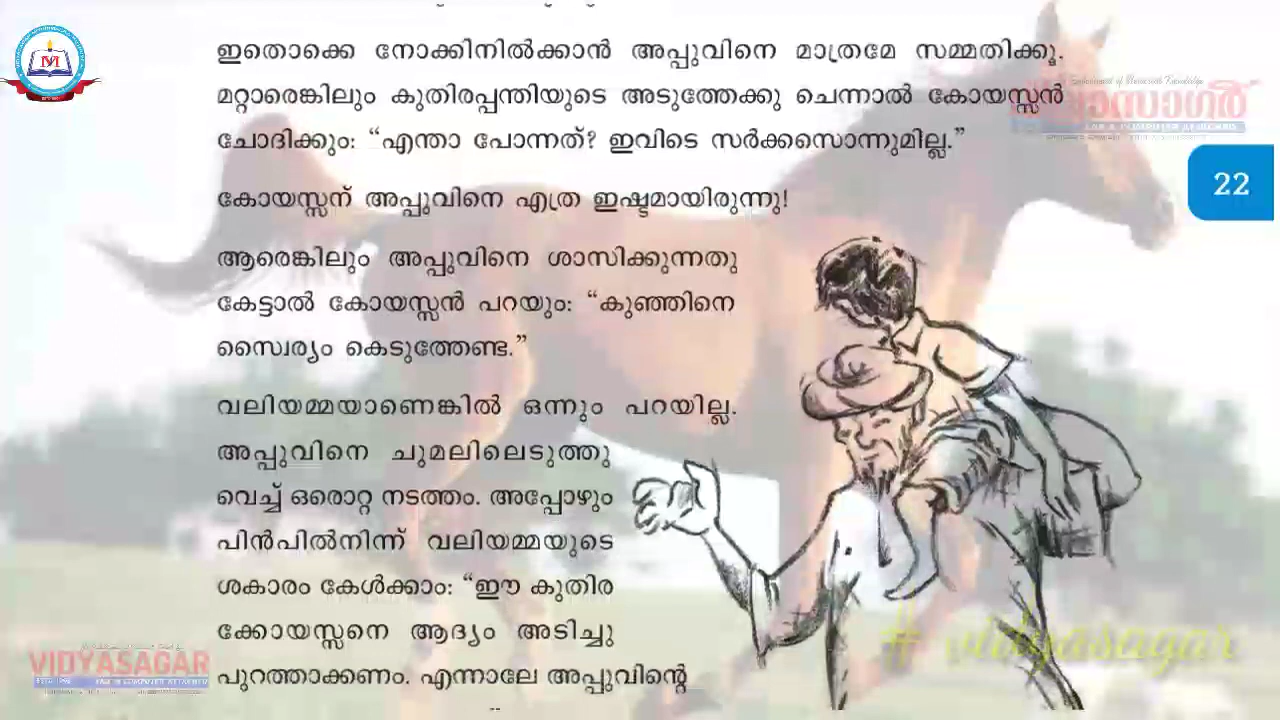 ഇതൊക്കെ നോക്കിനിൽക്കാൻ അപ്പുവിനെ മാത്രമേ സമ്മതിക്കൂ.
മറ്റാരെങ്കിലും കുതിരപ്പന്തിയുടെ അടുത്തേക്കു ചെന്നാൽ കോയസ്സൻ
ചോദിക്കും: “എന്താ പോന്നത്? ഇവിടെ സർക്കസൊന്നുമില്ല.”
22
കോയസ്സന് അപ്പുവിനെ എത്ര ഇഷ്ടമായിരുന്നു!
ആരെങ്കിലും അപ്പുവിനെ ശാസിക്കുന്നതു
കേട്ടാൽ കോയസ്സൻ പറയും: “കുഞ്ഞിനെ
സ്വൈര്യം കെടുത്തേണ്ട.”
വലിയമ്മയാണെങ്കിൽ ഒന്നും പറയില്ല.
അപ്പുവിനെ ചുമലിലെടുത്തു
വെച്ച് ഒരൊറ്റ നടത്തം. അപ്പോഴും
പിൻപിൽനിന്ന് വലിയമ്മയുടെ
ശകാരം കേൾക്കാം: “ഈ കുതിര
ക്കോയസ്സനെ ആദ്യം അടിച്ചു
പുറത്താക്കണം. എന്നാലേ അപ്പുവിന്റെ
# vidyasagar
VIDYASAGAR